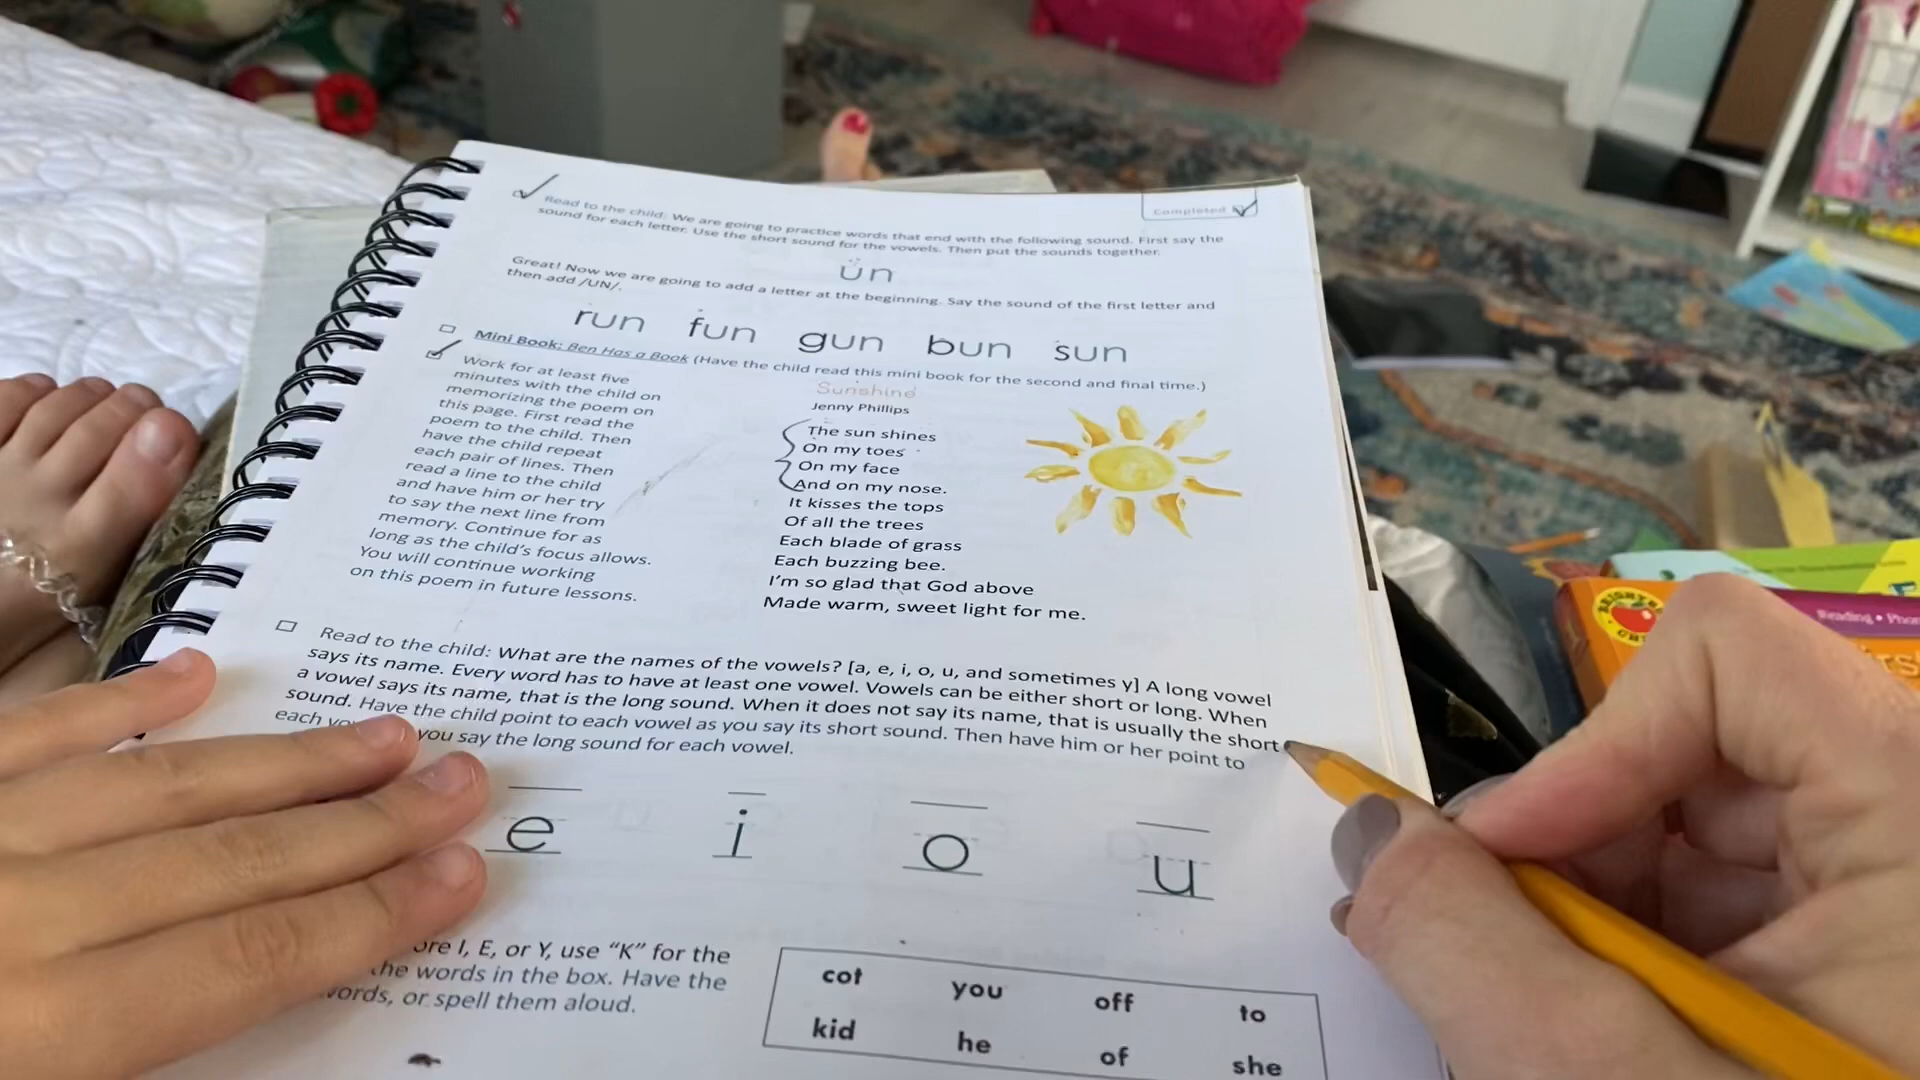 Completed
Read to the child: We are going to practice words that end with the following sound. First say the
sound for each letter. Use the short sound for the vowels. Then put the sounds together.
un
Great! Now we are going to add a letter at the beginning. Say the sound of the first letter and
then add /UN/.
run fun gun bun sun
Mini Book: Ben Has a Book (Have the child read this mini book for the second and final time.)
Work for at least five
minutes with the child on
memorizing the poem on
this page. First read the
poem to the child. Then
have the child repeat
each pair of lines. Then
read a line to the child
and have him or her try
to say the next line from
memory. Continue for as
long as the child's focus allows.
You will continue working
on this poem in future lessons.
Sunshine
Jenny Phillips
The sun shines
On my toes
On my face
And on my nose.
It kisses the tops
Of all the trees
Each blade of grass
Each buzzing bee.
I'm so glad that God above
Made warm, sweet light for me.
Read to the child: What are the names of the vowels? [a, e, i, o, u, and sometimes y] A long vowel
says its name. Every word has to have at least one vowel. Vowels can be either short or long. When
a vowel says its name, that is the long sound. When it does not say its name, that is usually the short
sound. Have the child point to each vowel as you say its short sound. Then have him or her point to
each you say the long sound for each vowel.
e i o u
I, E, or Y, use "K" for the
the words in the box. Have the
words, or spell them aloud.
cot you off to
kid he of she
Reading